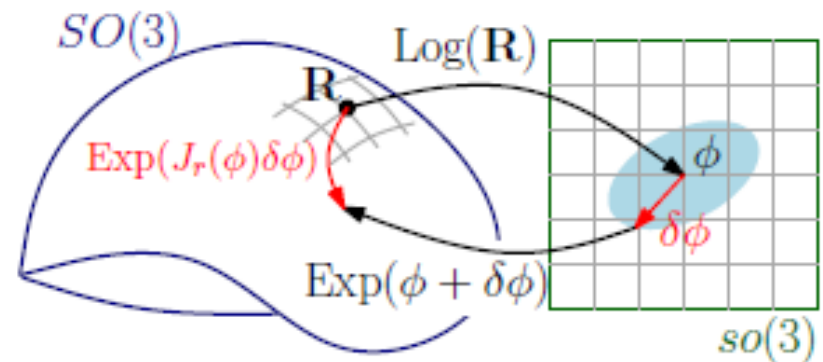 SO(3)
Log(R)
R
Exp(J_r(ϕ)δϕ)
ϕ
δϕ
Exp(ϕ + δϕ)
so(3)